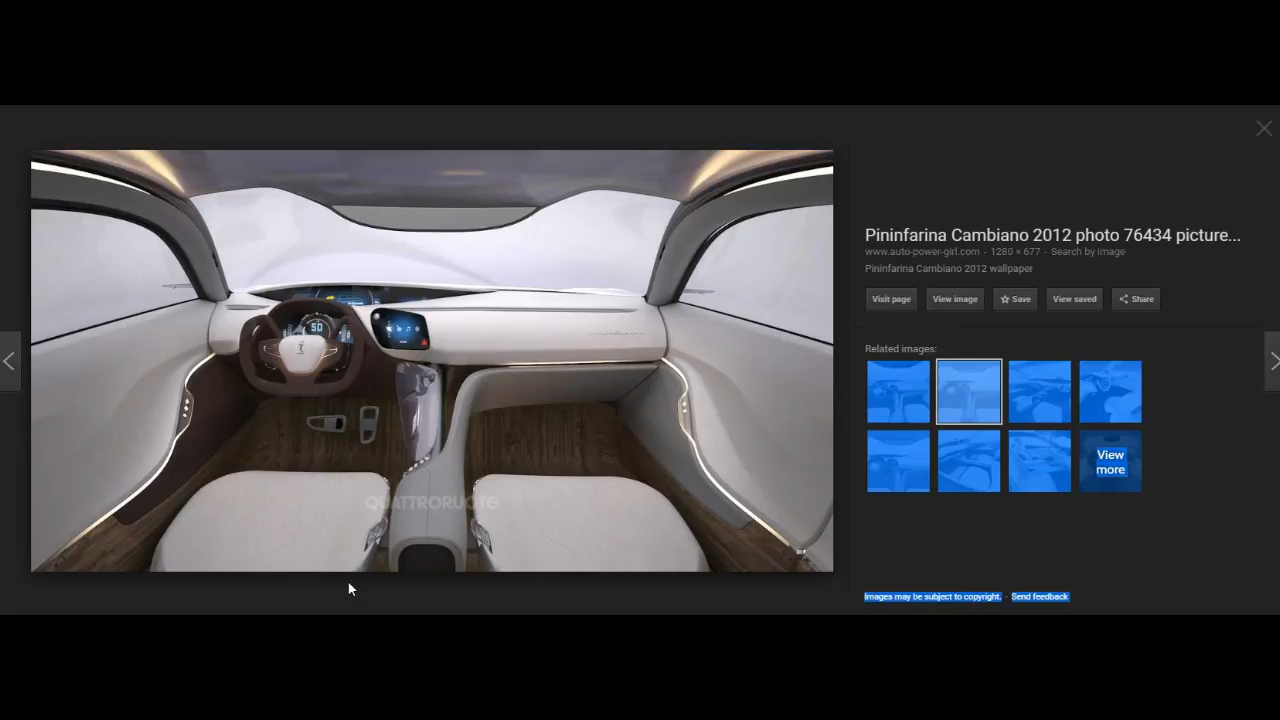 50
QUATTRORUOTE
Pininfarina Cambiano 2012 photo 76434 picture...
www.auto-power-girl.com - 1280 × 677 - Search by image
Pininfarina Cambiano 2012 wallpaper
Visit page
View image
Save
View saved
Share
Related images:
View
more
Images may be subject to copyright. - Send feedback